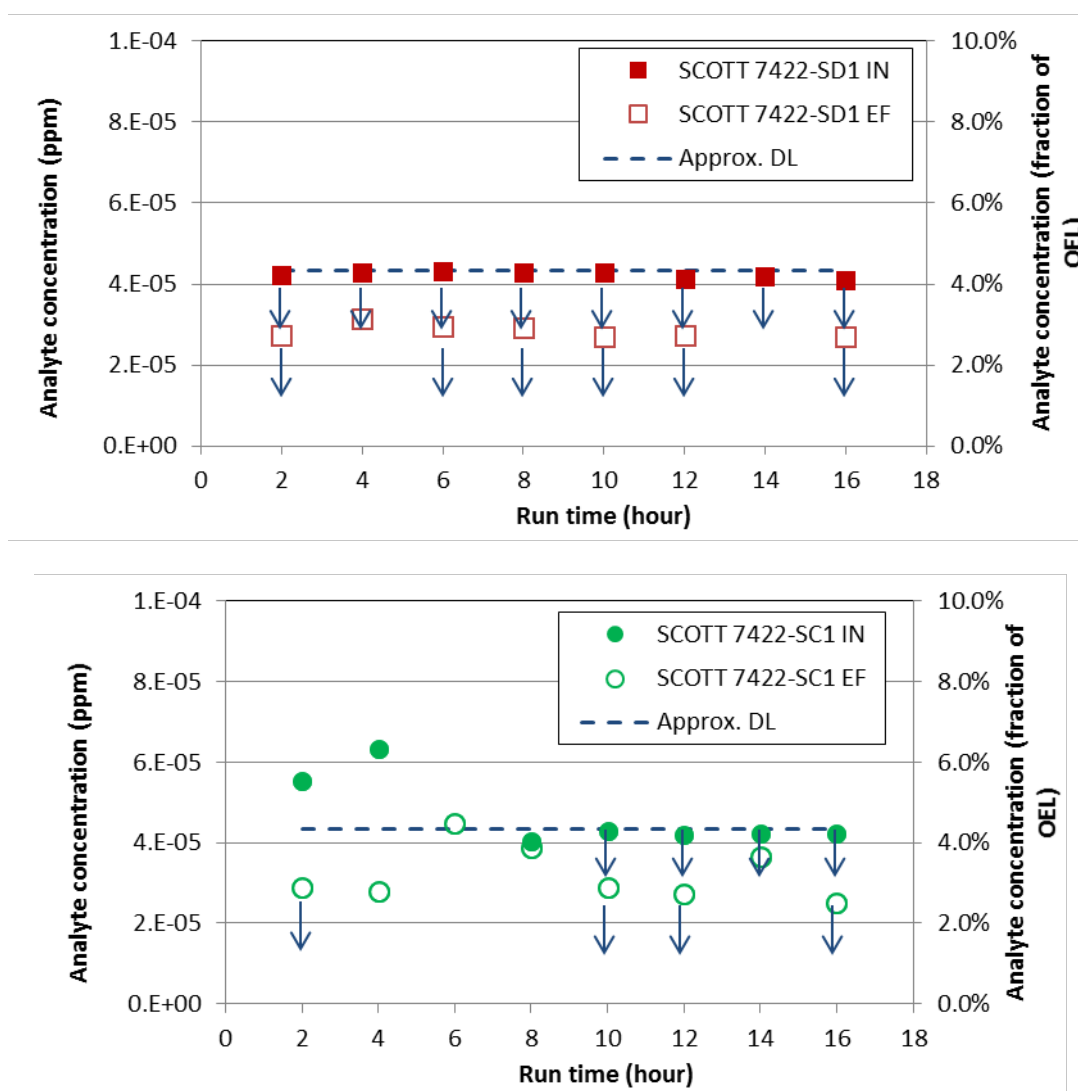 1.E-04
8.E-05
6.E-05
4.E-05
2.E-05
0.E+00
Analyte concentration (ppm)
SCOTT 7422-SD1 IN
SCOTT 7422-SD1 EF
Approx. DL
10.0%
8.0%
6.0%
4.0%
2.0%
0.0%
Analyte concentration (fraction of
OEL)
0 2 4 6 8 10 12 14 16 18
Run time (hour)
1.E-04
8.E-05
6.E-05
4.E-05
2.E-05
0.E+00
Analyte concentration (ppm)
SCOTT 7422-SC1 IN
SCOTT 7422-SC1 EF
Approx. DL
10.0%
8.0%
6.0%
4.0%
2.0%
0.0%
Analyte concentration (fraction of
OEL)
0 2 4 6 8 10 12 14 16 18
Run time (hour)